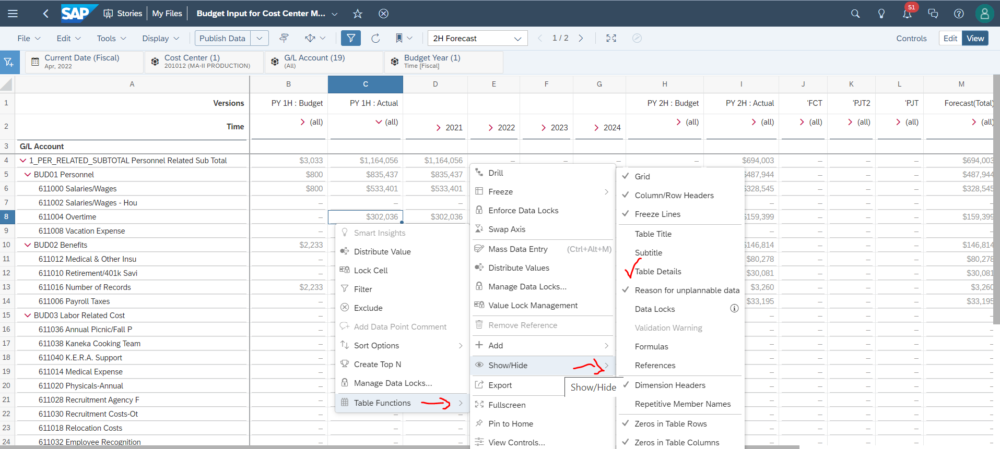 SAP Stories My Files Budget Input for Cost Center M... 51
File Edit Tools Display Publish Data 2H Forecast 1 / 2 Controls Edit View
Current Date (Fiscal) Cost Center (1) G/L Account (19) Budget Year (1)
Apr, 2022 201012 (MA-II PRODUCTION) (All) Time [Fiscal]
A B C D E F G H I J K L M
1 Versions PY 1H : Budget PY 1H : Actual PY 2H : Budget PY 2H : Actual 'FCT 'PJT2 'PJT Forecast(Total)
2 Time (all) (all) 2021 2022 2023 2024 (all) (all) (all) (all) (all) (all)
3 G/L Account
4 1_PER_RELATED_SUBTOTAL Personnel Related Sub Total $3,033 $1,164,056 $1,164,056 – – – – $694,003 – – – $694,003
5 BUD01 Personnel $800 $835,437 $835,437 $487,944 – – – $487,944
6 611000 Salaries/Wages $800 $533,401 $533,401 $328,545 – – – $328,545
7 611002 Salaries/Wages - Hou – – – – – – – –
8 611004 Overtime – $302,036 $302,036 $159,399 – – – $159,399
9 611008 Vacation Expense – – – – – –
10 BUD02 Benefits $2,233 $146,814 – – – $146,814
11 611012 Medical & Other Insu – $80,278 – – – $80,278
12 611010 Retirement/401k Savi – $30,081 – – – $30,081
13 611016 Number of Records $2,233 $3,260 – – – $3,260
14 611006 Payroll Taxes – $33,195 – – – $33,195
15 BUD03 Labor Related Cost – – – – – –
16 611036 Annual Picnic/Fall P – – – – – –
17 611038 Kaneka Cooking Team – – – – – –
18 611040 K.E.R.A. Support – – – – – –
19 611014 Medical Expense – – – – – –
20 611020 Physicals-Annual – – – – – –
21 611028 Recruitment Agency F – – – – – –
22 611030 Recruitment Costs-Ot – – – – – – – –
23 611018 Relocation Costs – – – – – – – –
24 611032 Employee Recognition – – – – – – – –
Smart Insights
Distribute Value
Lock Cell
Filter
Exclude
Add Data Point Comment
Sort Options
Create Top N
Manage Data Locks...
Table Functions
Drill
Freeze
Enforce Data Locks
Swap Axis
Mass Data Entry (Ctrl+Alt+M)
Distribute Values
Manage Data Locks...
Value Lock Management
Remove Reference
Add
Show/Hide
Export
Fullscreen
Pin to Home
View Controls...
Show/Hide
Grid
Column/Row Headers
Freeze Lines
Table Title
Subtitle
Table Details
Reason for unplannable data
Data Locks
Validation Warning
Formulas
References
Dimension Headers
Repetitive Member Names
Zeros in Table Rows
Zeros in Table Columns